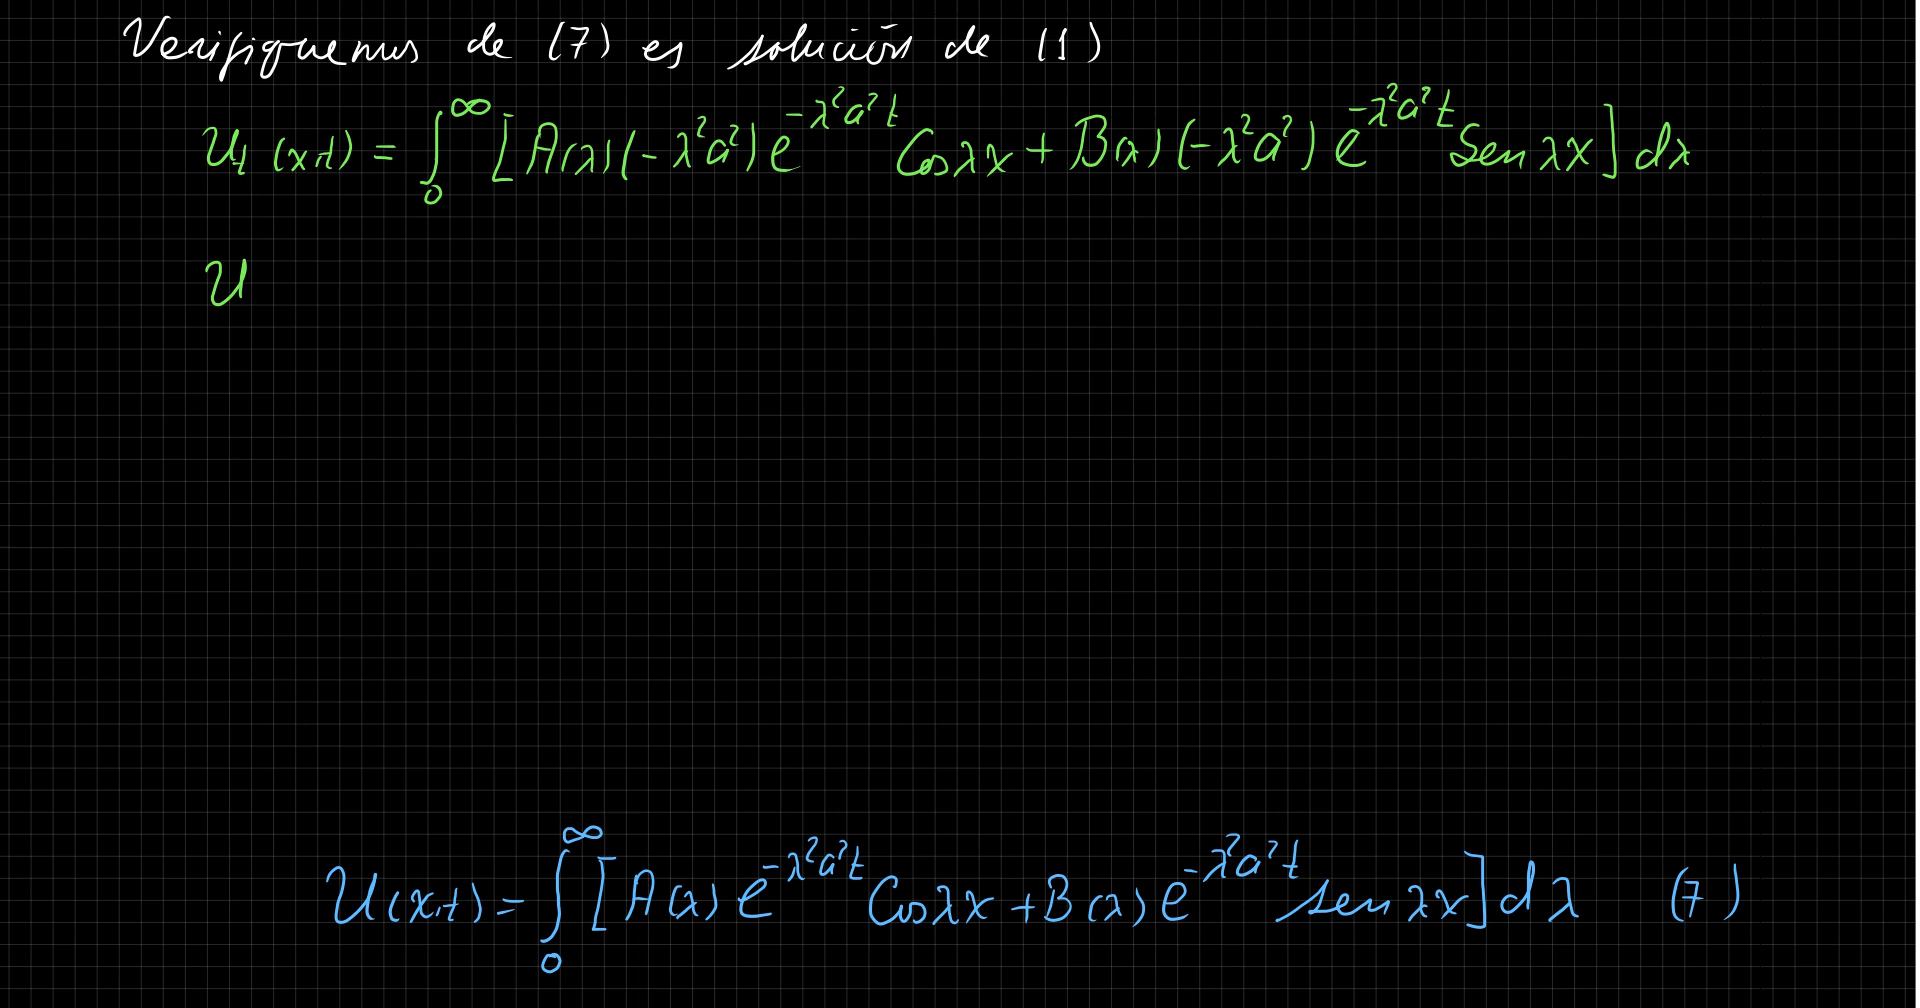 Verifiquemos de (7) es solución de (1)
U_t (x,t) = ∫_0^∞ [A(λ)(-λ²a²) e^{-λ²a²t} Cos λx + B(λ)(-λ²a²) e^{-λ²a²t} Sen λx] dλ
U
U(x,t) = ∫_0^∞ [A(λ) e^{-λ²a²t} Cos λx + B(λ) e^{-λ²a²t} sen λx] dλ (7)